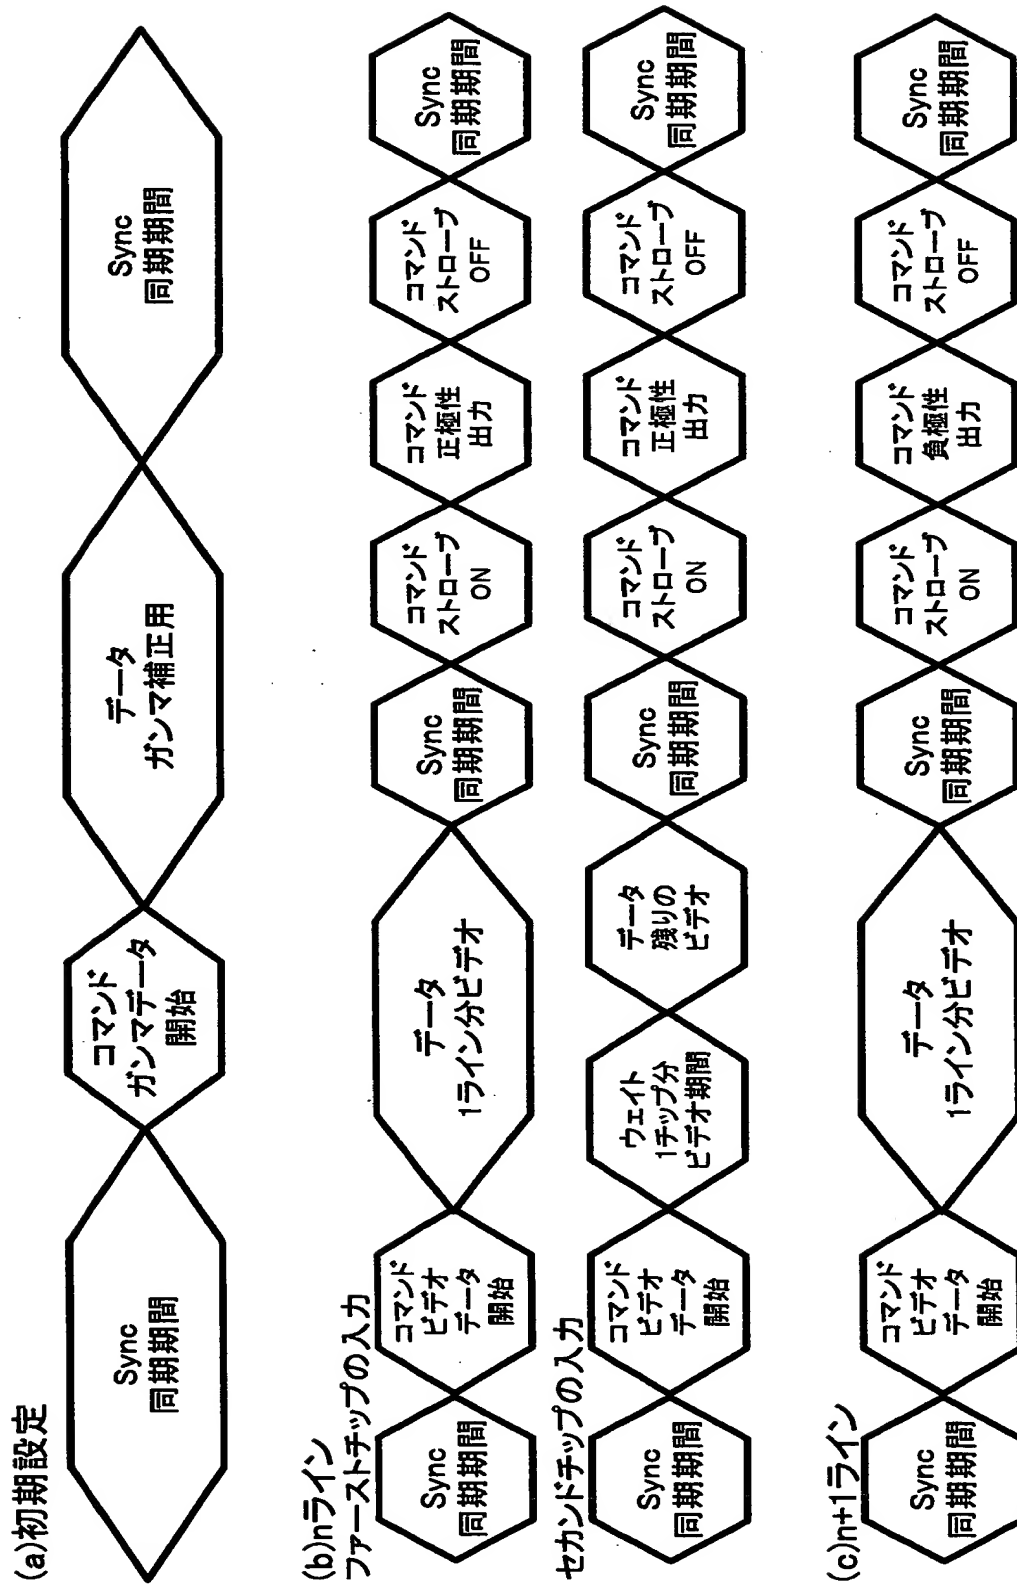 (a)初期設定
Sync
同期期間
コマンド
ガンマデータ
開始
データ
ガンマ補正用
Sync
同期期間
(b)nライン
ファーストチップの入力
Sync
同期期間
コマンド
ビデオ
データ
開始
データ
1ライン分ビデオ
Sync
同期期間
コマンド
ストローブ
ON
コマンド
正極性
出力
コマンド
ストローブ
OFF
Sync
同期期間
セカンドチップの入力
Sync
同期期間
コマンド
ビデオ
データ
開始
ウェイト
1チップ分
ビデオ期間
データ
残りの
ビデオ
Sync
同期期間
コマンド
ストローブ
ON
コマンド
正極性
出力
コマンド
ストローブ
OFF
Sync
同期期間
(c)n+1ライン
Sync
同期期間
コマンド
ビデオ
データ
開始
データ
1ライン分ビデオ
Sync
同期期間
コマンド
ストローブ
ON
コマンド
負極性
出力
コマンド
ストローブ
OFF
Sync
同期期間